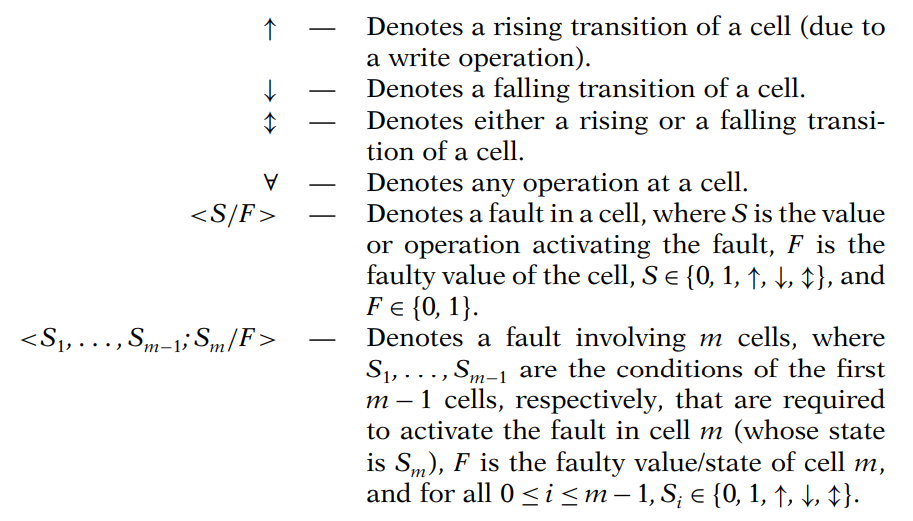 ↑ — Denotes a rising transition of a cell (due to
a write operation).
↓ — Denotes a falling transition of a cell.
↕ — Denotes either a rising or a falling transi-
tion of a cell.
∀ — Denotes any operation at a cell.
<S/F> — Denotes a fault in a cell, where S is the value
or operation activating the fault, F is the
faulty value of the cell, S ∈ {0, 1, ↑, ↓, ↕}, and
F ∈ {0, 1}.
<S₁, . . . , Sₘ₋₁; Sₘ/F> — Denotes a fault involving m cells, where
S₁, . . . , Sₘ₋₁ are the conditions of the first
m − 1 cells, respectively, that are required
to activate the fault in cell m (whose state
is Sₘ), F is the faulty value/state of cell m,
and for all 0 ≤ i ≤ m − 1, Sᵢ ∈ {0, 1, ↑, ↓, ↕}.